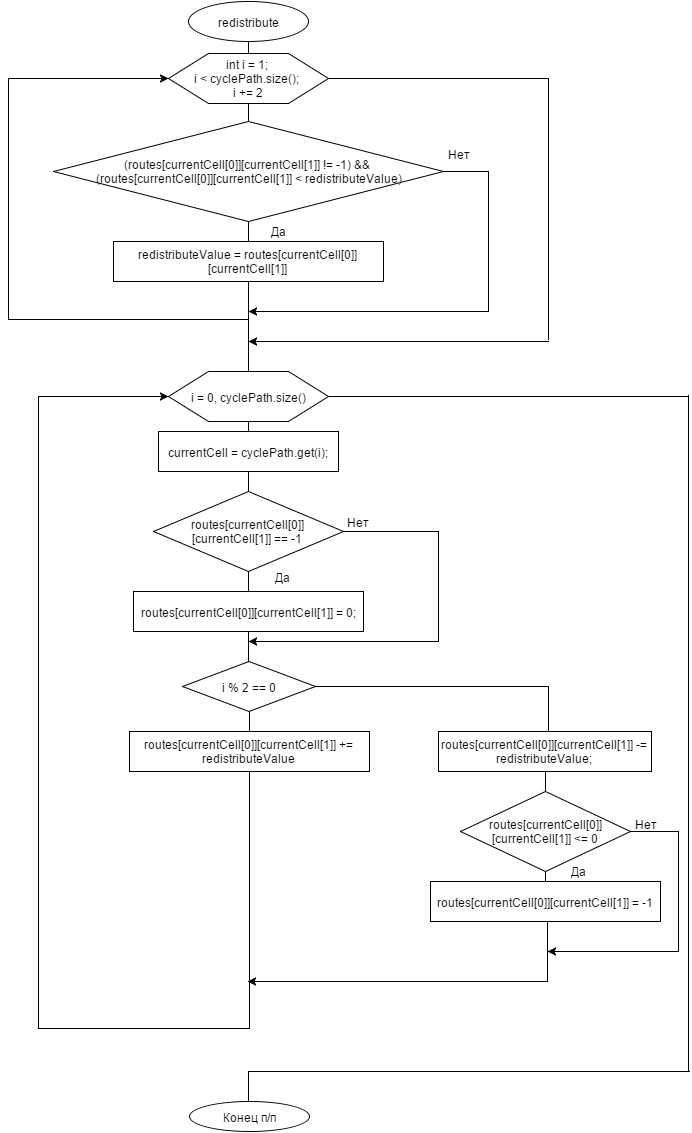 redistribute
int i = 1;
i < cyclePath.size();
i += 2
(routes[currentCell[0]][currentCell[1]] != -1) &&
(routes[currentCell[0]][currentCell[1]] < redistributeValue)
Нет
Да
redistributeValue = routes[currentCell[0]]
[currentCell[1]]
i = 0, cyclePath.size()
currentCell = cyclePath.get(i);
routes[currentCell[0]]
[currentCell[1]] == -1
Нет
Да
routes[currentCell[0]][currentCell[1]] = 0;
i % 2 == 0
routes[currentCell[0]][currentCell[1]] +=
redistributeValue
routes[currentCell[0]][currentCell[1]] -=
redistributeValue;
routes[currentCell[0]]
[currentCell[1]] <= 0
Нет
Да
routes[currentCell[0]][currentCell[1]] = -1
Конец п/п